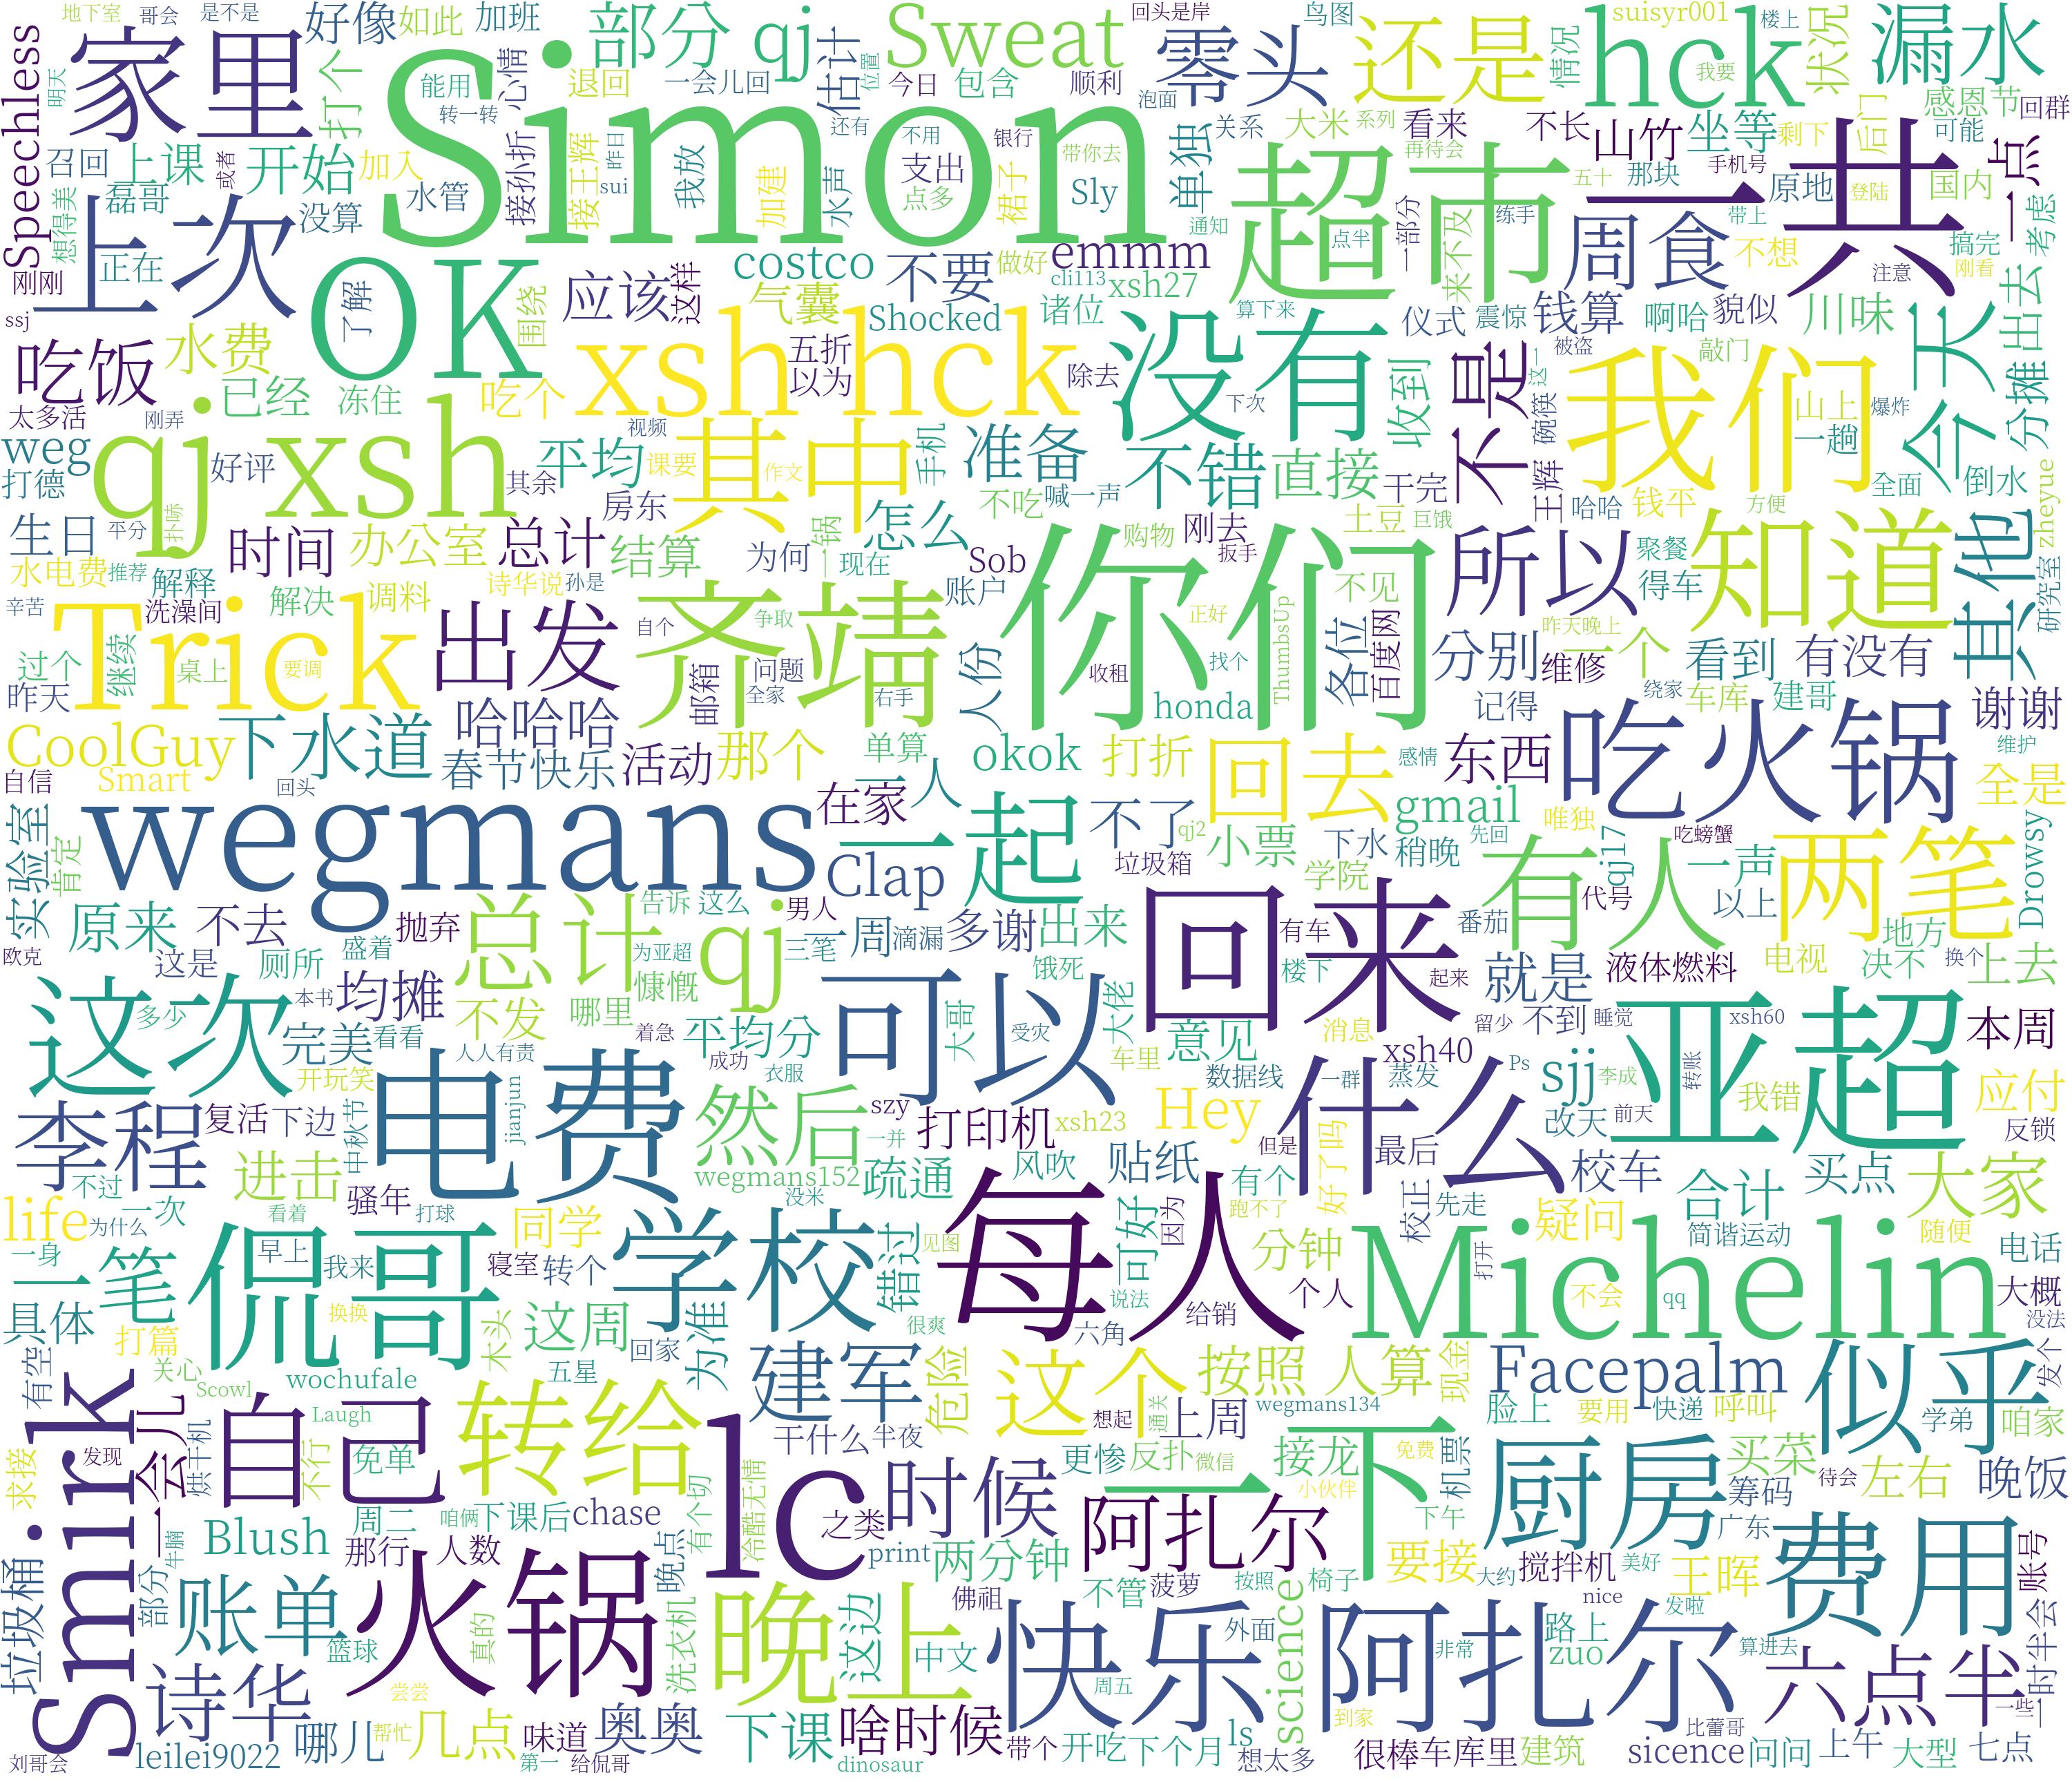 地下室
哥会
是不是
好像
如此
加班
部分 qj
Sweat
回头是岸
鸟图
suisyr001
楼上
hck
漏水
Speechless
家里
打个
Simon
能用
心情
退回
一会儿回
估计
位置
今日
包含
顺利
泡面
零头
还是
情况
我要
状况
感恩节
回群
明天
转一转
还有
不用
银行
单独
关系
大米
系列
看来
不长
山竹
坐等
剩下
后门
可能
召回
上课
或者
开始
加入
接孙折
接王辉
昨日
sui
我放
加建
水声
支出
点多
裙子
带你去
Sly
再待会
五十
那块
手机号
原地
登陆
国内
一点
想得美
磊哥
没算
水管
通知
超市
点半
一部分
练手
带上
一共
考虑
刚刚
上次
正在
OK
了解
围绕
应该
这样
costco
不要
做好
emmm
cli113
xsh27
来不及
周食
不想
注意
搞完
刚看
出去
ssj
气囊
Shocked
诸位
算下来
仪式
震惊
钱算
啊哈
貌似
川味
今天
吃饭
水费
已经
冻住
吃个
xsh
hck
五折
以为
除去
没有
下次
收到
不是
这一
被盗
敲门
我们
山上
一趟
爆炸
分摊
太多活
刚弄
weg
打德
qj xsh
好评
其余
平均
视频
课要
其中
作文
手机
准备
不错
直接
干完
碗筷
王辉
哈哈
钱平
方便
全面
倒水
zheyue
生日
平分
扑哧
时间
办公室
总计
房东
结算
为何
一锅
现在
怎么
不吃
喊一声
购物
刚去
扳手
土豆
巨饿
所以
聚餐
得车
知道
其他
研究室
水电费
推荐
解释
解决
调料
诗华说
孙是
Sob
账户
你们
不见
辛苦
洗澡间
Trick
出发
自个
争取
齐靖
正好
收租
找个
ThumbsUp
各位
百度网
分别
昨天晚上
一个
维修
看到
有没有
过个
继续
桌上
要调
昨天
问题
全家
邮箱
右手
人份
honda
记得
绕家
车库
建哥
谢谢
CoolGuy
下水道
哈哈哈
春节快乐
活动
那个
单算
okok
打折
回去
感情
东西
吃火锅
维护
自信
Smart
回头
wegmans
在家
人
一起
不了
qj2
小票
gmail
下水
先回
稍晚
唯独
吃螃蟹
全是
实验室
肯定
Clap
垃圾箱
学院
有人
qj17
一声
两笔
Drowsy
原来
不去
抛弃
总计
告诉
这么
qj
男人
一周
三笔
滴漏
多谢
出来
回来
有车
番茄
代号
以上
地方
欧克
这是
厕所
盛着
为亚超
慷慨
饿死
楼下
起来
就是
液体燃料
电视
决不
换个
上去
这次
多少
本书
均摊
不发
哪里
可以
大哥
受灾
大佬
完美
看看
人人有责
着急
平均分
成功
车里
意见
消息
留少
不到
睡觉
xsh60
亚超
本周
开玩笑
电费
衣服
数据线
一群
xsh40
蒸发
Ps
sjj
李成
转账
我错
应付
李程
复活
下边
中秋节
jianjun
然后
szy
打印机
xsh23
Hey
什么
改天
前天
反锁
一并
wegmans152
疏通
风吹
贴纸
但是
好了吗
最后
校车
买点
大家
life
不过
一次
为什么
进击
骚年
看着
打球
没米
有个
跑不了
校正
先走
合计
一身
一笔
侃哥
早上
我来
同学
寝室
转个
学校
错过
见图
每人
可好
因为
分钟
个人
Michelin
疑问
简谐运动
随便
电话
打开
不会
qq
大概
没法
具体
打篇
换换
木头
这周
回家
很爽
六角
说法
给销
有空
关心
Scowl
wochufale
五星
为准
建军
危险
这个
按照
人算
现金
Facepalm
似乎
发个
Smirk
求接
发现
一会儿
烘干机
自己
Laugh
不行
免单
转给
lc
干什么
半夜
想起
通关
上周
wegmans134
脸上
要用
快递
呼叫
学弟
咱家
更惨
反扑
微信
一下
免费
接龙
机票
厨房
买菜
筹码
待会
左右
晚饭
周二
咱俩
下课后
chase
有个切
冷酷无情
之类
时候
小伙伴
下午
阿扎尔
广东
垃圾桶
牛腩
Blush
那行
人数
晚点
print
两分钟
要接
搅拌机
美好
王晖
费用
账号
部分
账单
篮球
火锅
真的
洗衣机
晚上
这边
中文
佛祖
不管
菠萝
按照
椅子
大约
nice
发啦
快乐
外面
science
阿扎尔
非常
路上
zuo
算进去
六点半
一时半会
诗华
尝尝
周五
到家
比蕾哥
一些
刘哥会
leilei9022
哪儿
帮忙
几点
味道
第一
奥奥
给侃哥
下课
啥时候
dinosaur
带个
开吃
下个月
ls
想太多
很棒
车库里
建筑
sicence
问问
上午
大型
七点